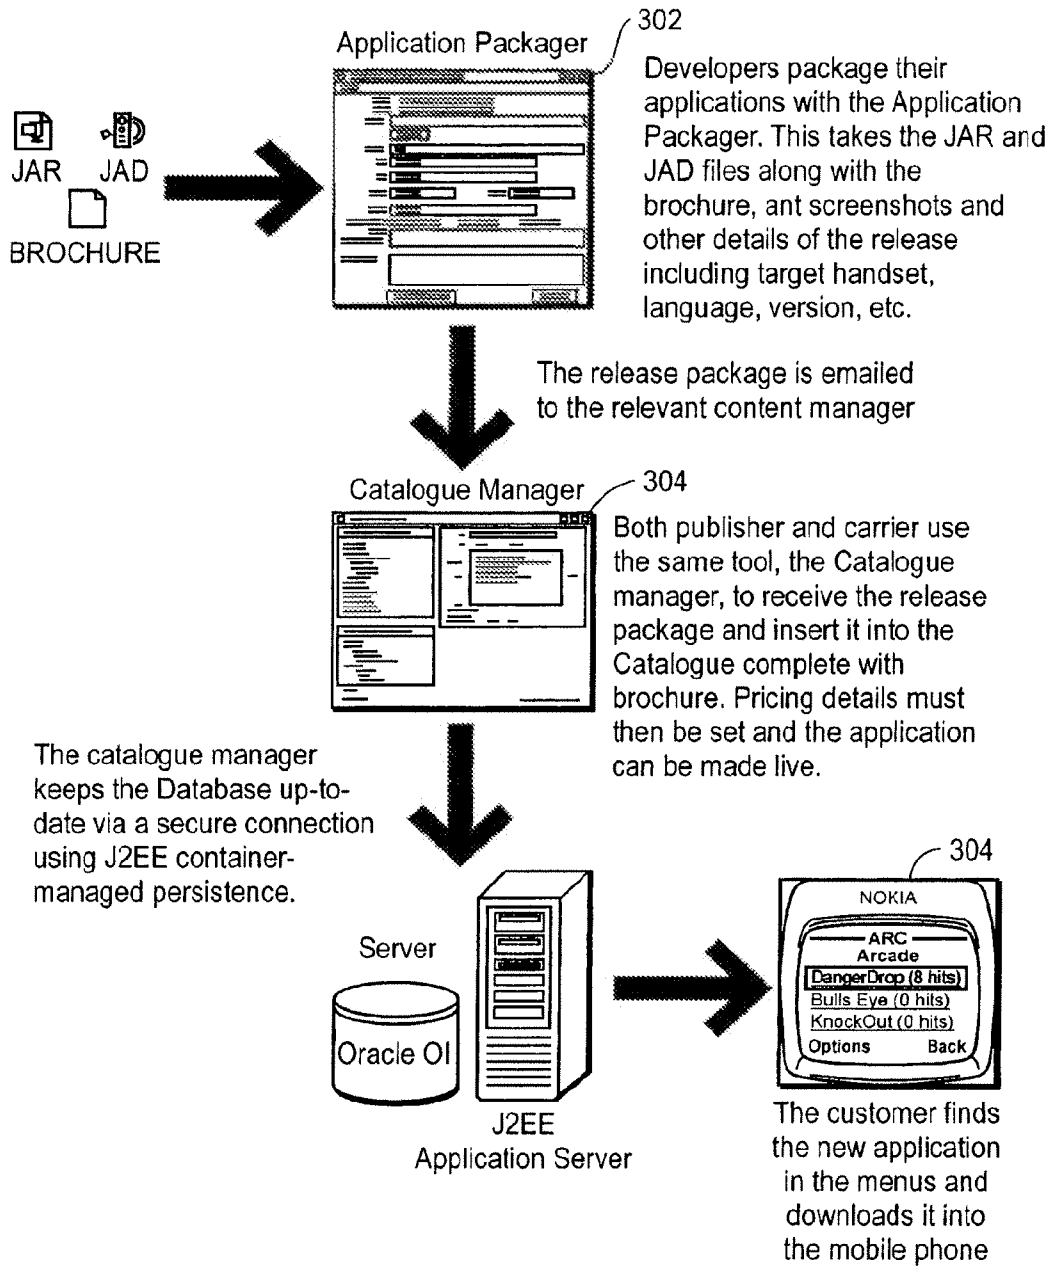 302
Application Packager
Developers package their
applications with the Application
Packager. This takes the JAR and
JAD files along with the
brochure, ant screenshots and
other details of the release
including target handset,
language, version, etc.
JAR
JAD
BROCHURE
The release package is emailed
to the relevant content manager
304
Catalogue Manager
Both publisher and carrier use
the same tool, the Catalogue
manager, to receive the release
package and insert it into the
Catalogue complete with
brochure. Pricing details must
then be set and the application
can be made live.
The catalogue manager
keeps the Database up-to-
date via a secure connection
using J2EE container-
managed persistence.
Server
Oracle OI
J2EE
Application Server
304
NOKIA
ARC
Arcade
DangerDrop (8 hits)
Bulls Eye (0 hits)
KnockOut (0 hits)
Options
Back
The customer finds
the new application
in the menus and
downloads it into
the mobile phone